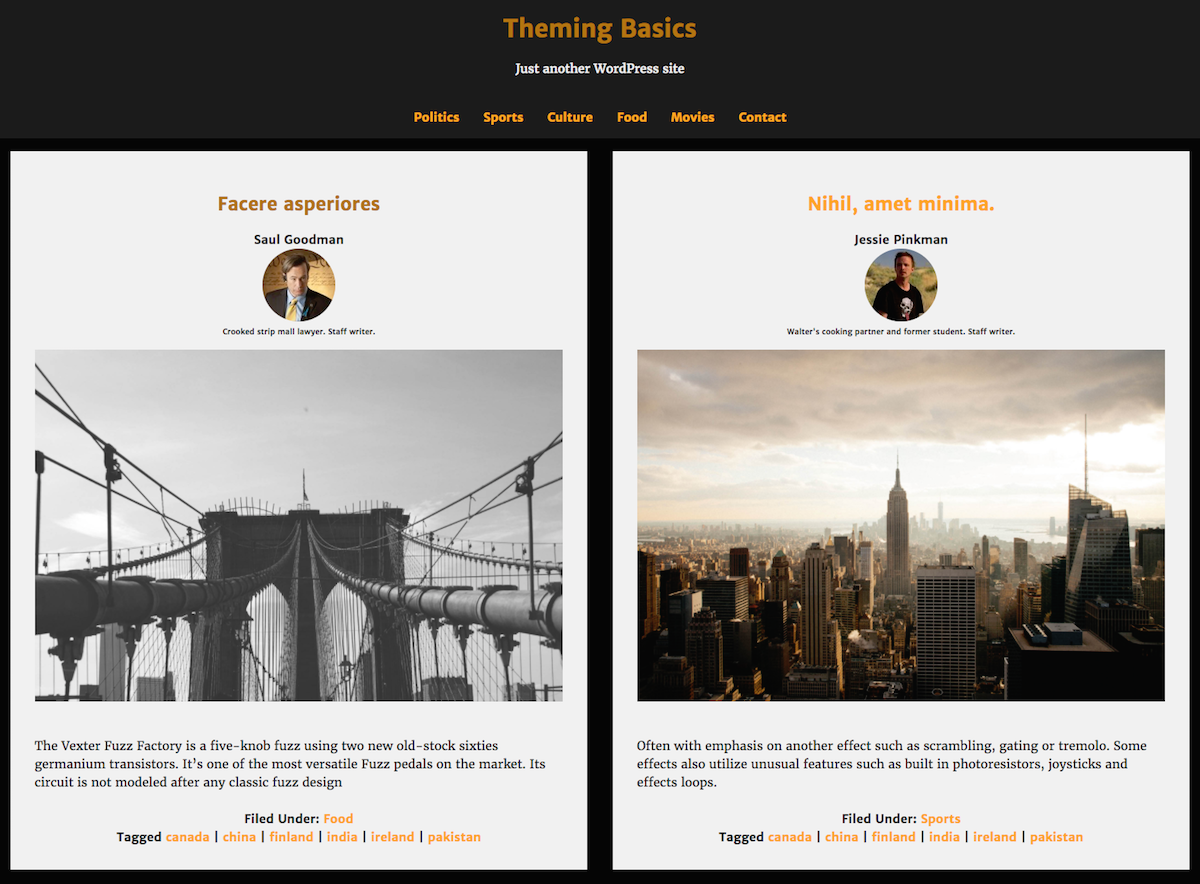 Theming Basics
Just another WordPress site
Politics Sports Culture Food Movies Contact
Facere asperiores
Saul Goodman
Crooked strip mall lawyer. Staff writer.
The Vexter Fuzz Factory is a five-knob fuzz using two new old-stock sixties
germanium transistors. It’s one of the most versatile Fuzz pedals on the market. Its
circuit is not modeled after any classic fuzz design
Filed Under: Food
Tagged canada | china | finland | india | ireland | pakistan
Nihil, amet minima.
Jessie Pinkman
Walter's cooking partner and former student. Staff writer.
Often with emphasis on another effect such as scrambling, gating or tremolo. Some
effects also utilize unusual features such as built in photoresistors, joysticks and
effects loops.
Filed Under: Sports
Tagged canada | china | finland | india | ireland | pakistan